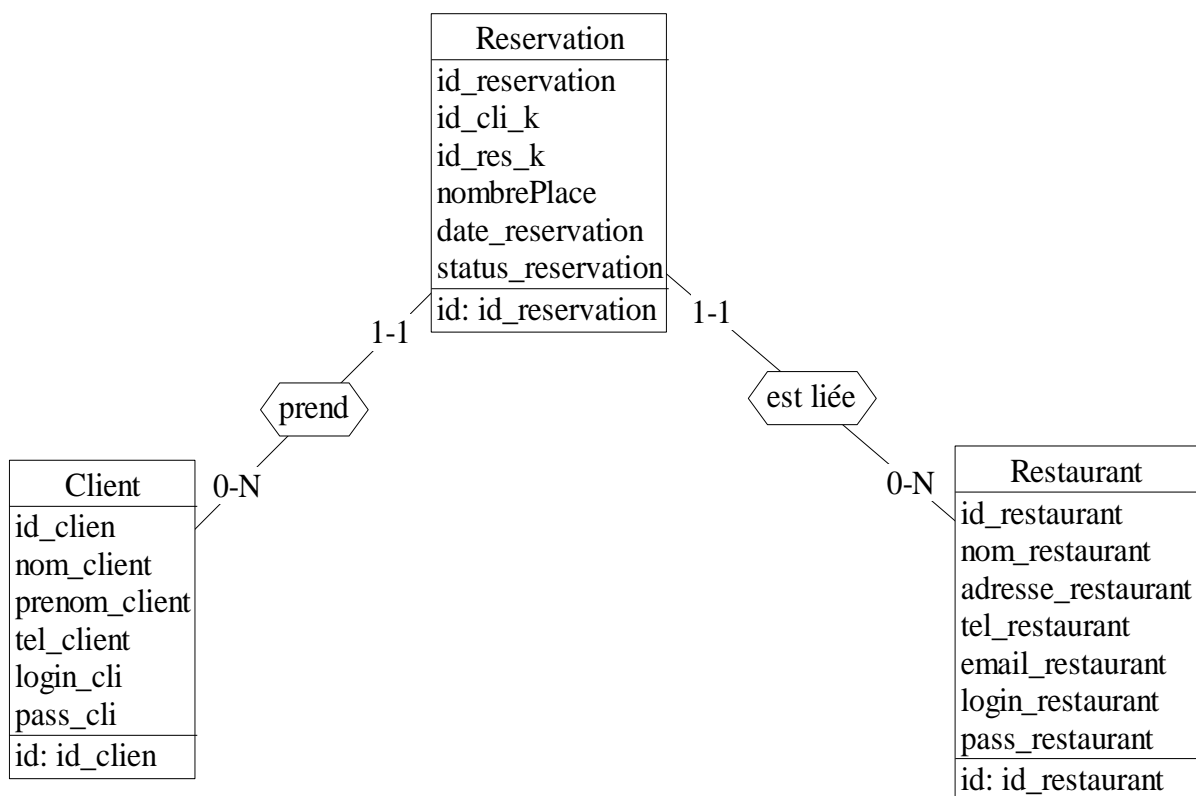 Reservation
id_reservation
id_cli_k
id_res_k
nombrePlace
date_reservation
status_reservation
id: id_reservation
1-1
1-1
prend
est liée
0-N
0-N
Client
id_clien
nom_client
prenom_client
tel_client
login_cli
pass_cli
id: id_clien
Restaurant
id_restaurant
nom_restaurant
adresse_restaurant
tel_restaurant
email_restaurant
login_restaurant
pass_restaurant
id: id_restaurant